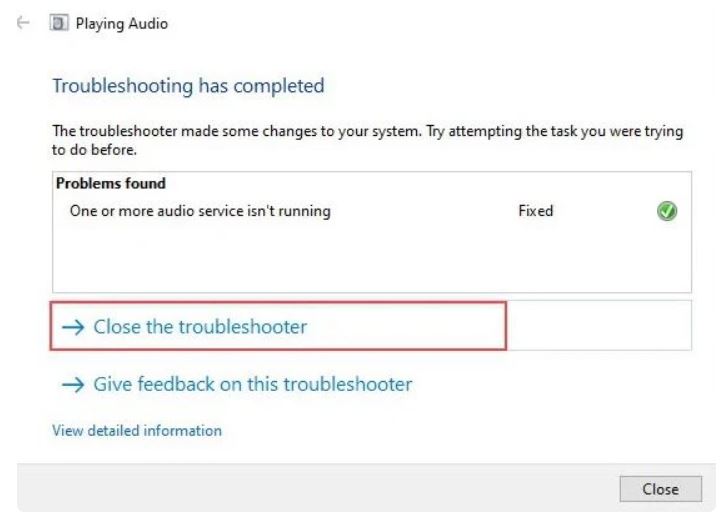 Playing Audio
Troubleshooting has completed
The troubleshooter made some changes to your system. Try attempting the task you were trying
to do before.
Problems found
One or more audio service isn't running Fixed
Close the troubleshooter
Give feedback on this troubleshooter
View detailed information
Close